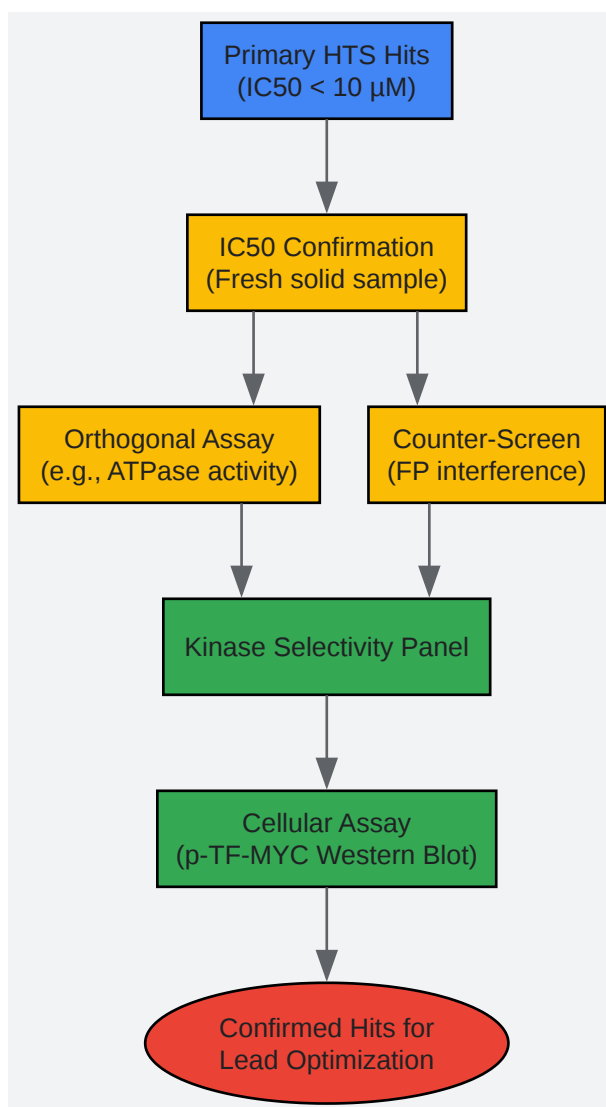 Primary HTS Hits
(IC50 < 10 µM)
IC50 Confirmation
(Fresh solid sample)
Orthogonal Assay
(e.g., ATPase activity)
Counter-Screen
(FP interference)
Kinase Selectivity Panel
Cellular Assay
(p-TF-MYC Western Blot)
Confirmed Hits for
Lead Optimization